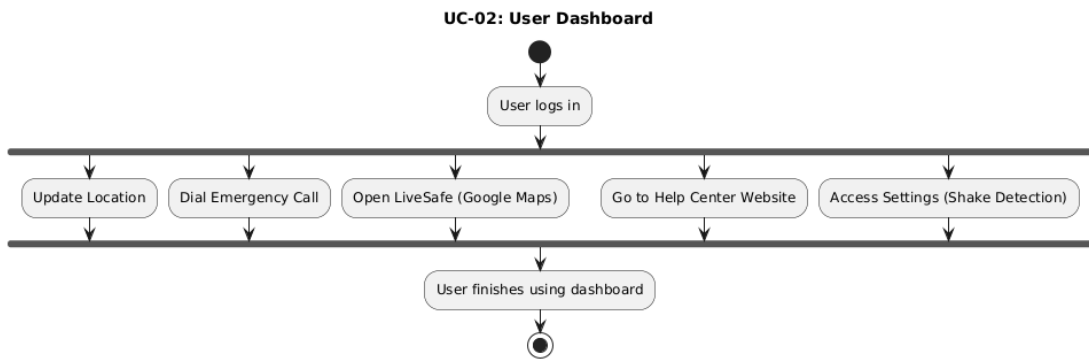 UC-02: User Dashboard
User logs in
Update Location
Dial Emergency Call
Open LiveSafe (Google Maps)
Go to Help Center Website
Access Settings (Shake Detection)
User finishes using dashboard